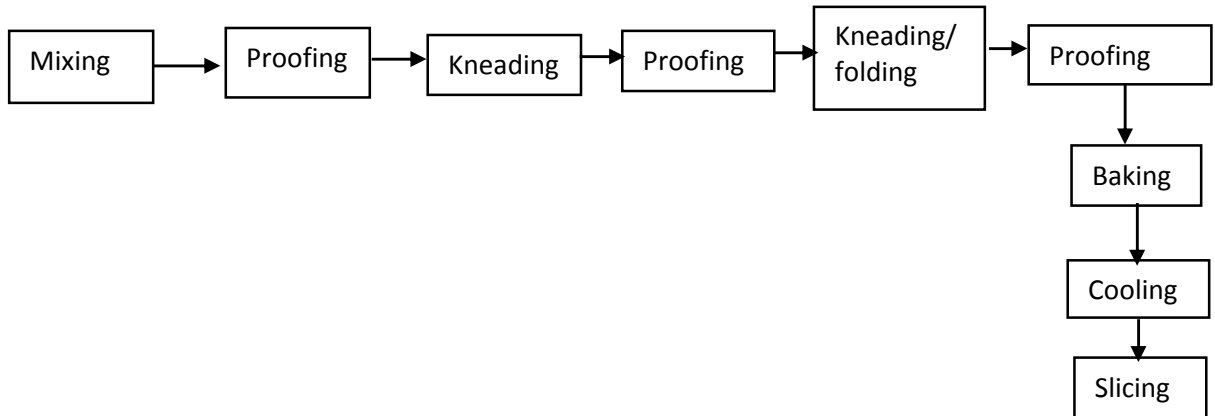 Mixing
Proofing
Kneading
Proofing
Kneading/
folding
Proofing
Baking
Cooling
Slicing